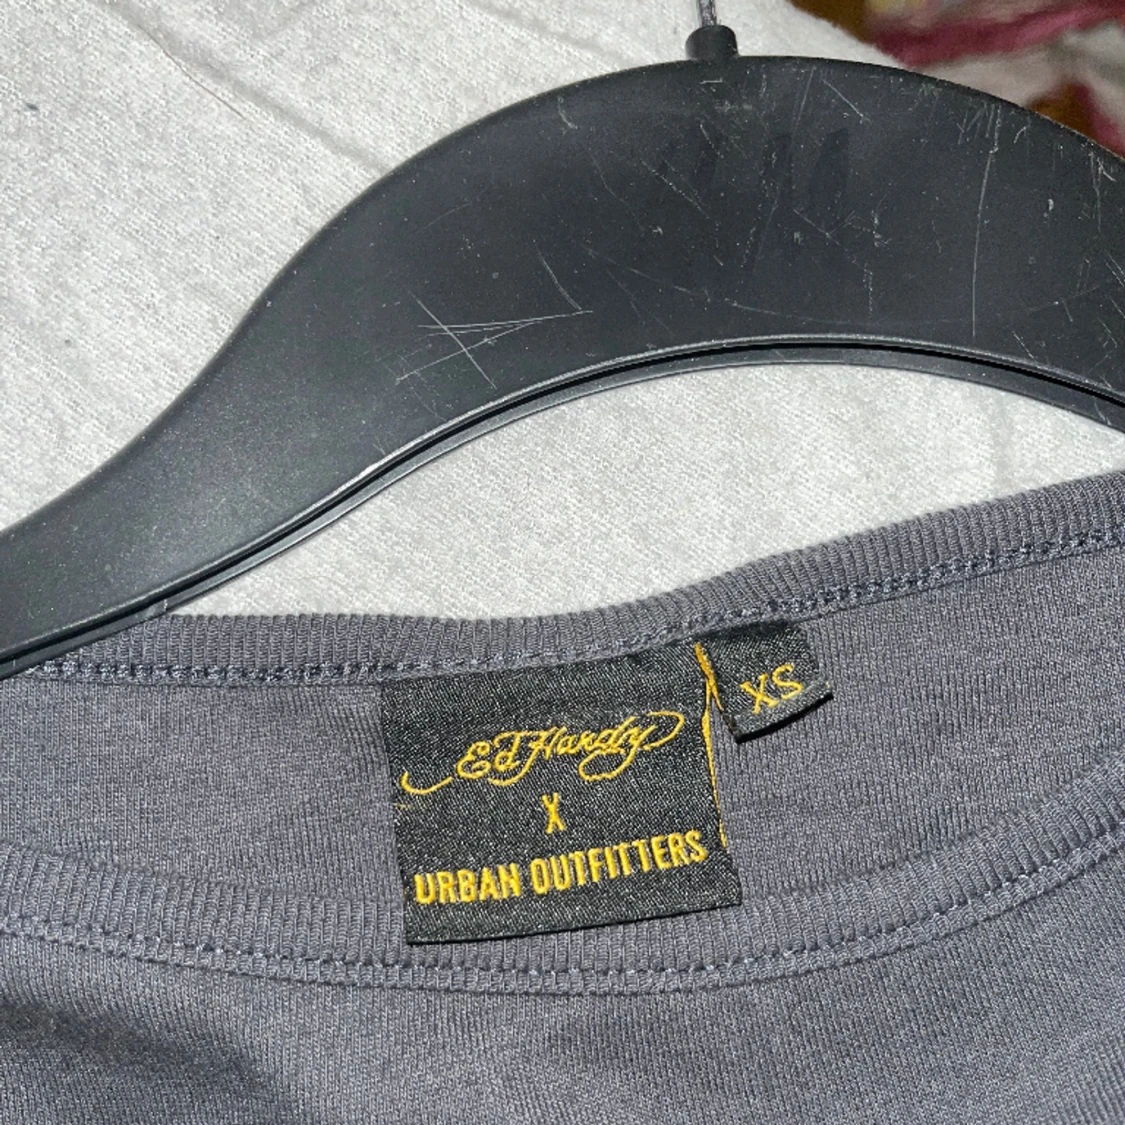 Ed Hardy
X
URBAN OUTFITTERS
XS